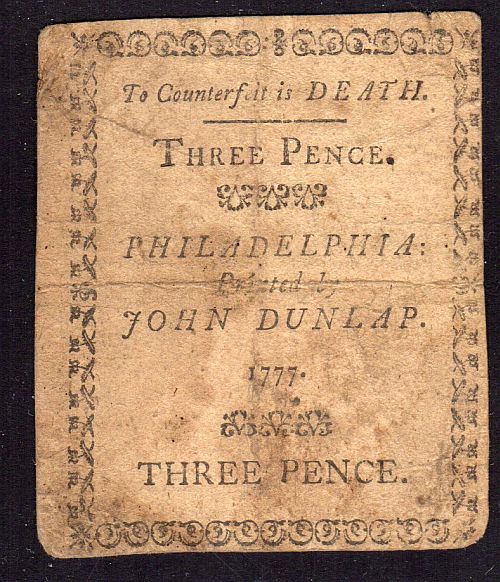 To Counterfeit is DEATH.
THREE PENCE.
PHILADELPHIA:
Printed by
JOHN DUNLAP.
1777.
THREE PENCE.